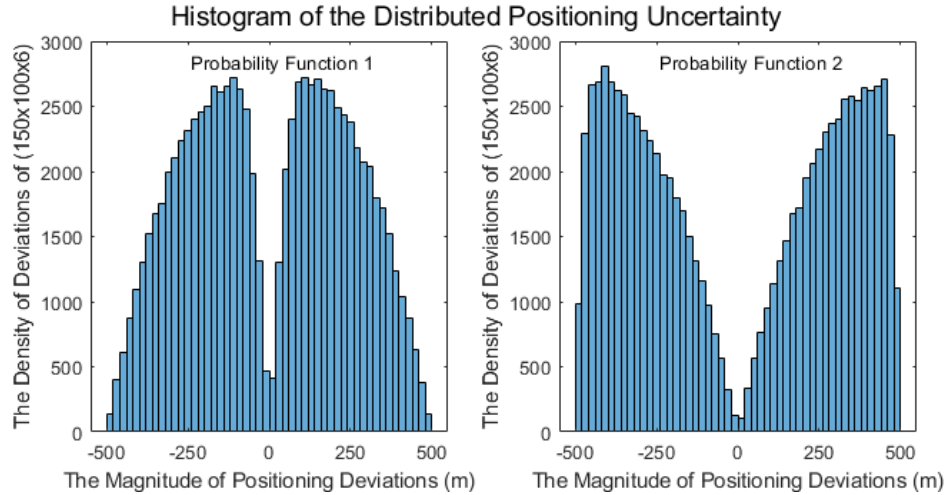 Histogram of the Distributed Positioning Uncertainty
Probability Function 1
The Density of Deviations of (150x100x6)
3000
2500
2000
1500
1000
500
0
-500 -250 0 250 500
The Magnitude of Positioning Deviations (m)
Probability Function 2
The Density of Deviations of (150x100x6)
3000
2500
2000
1500
1000
500
0
-500 -250 0 250 500
The Magnitude of Positioning Deviations (m)